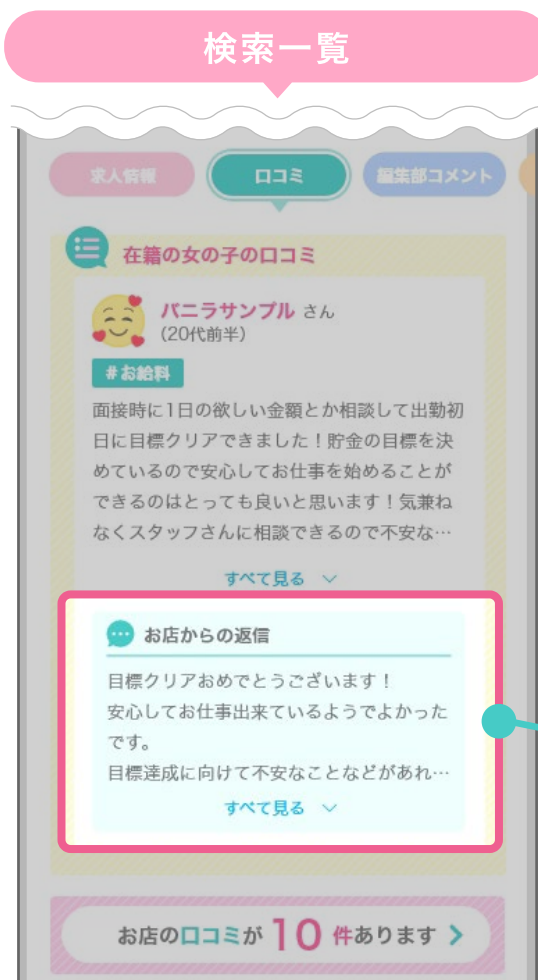 検索一覧
求人情報
口コミ
編集部コメント
在籍の女の子の口コミ
バニラサンプル さん
(20代前半)
#お給料
面接時に1日の欲しい金額とか相談して出勤初
日に目標クリアできました！貯金の目標を決
めているので安心してお仕事を始めることが
できるのはとっても良いと思います！気兼ね
なくスタッフさんに相談できるので不安な…
すべて見る
お店からの返信
目標クリアおめでとうございます！
安心してお仕事出来ているようでよかった
です。
目標達成に向けて不安なことなどがあれ…
すべて見る
お店の口コミが 10 件あります